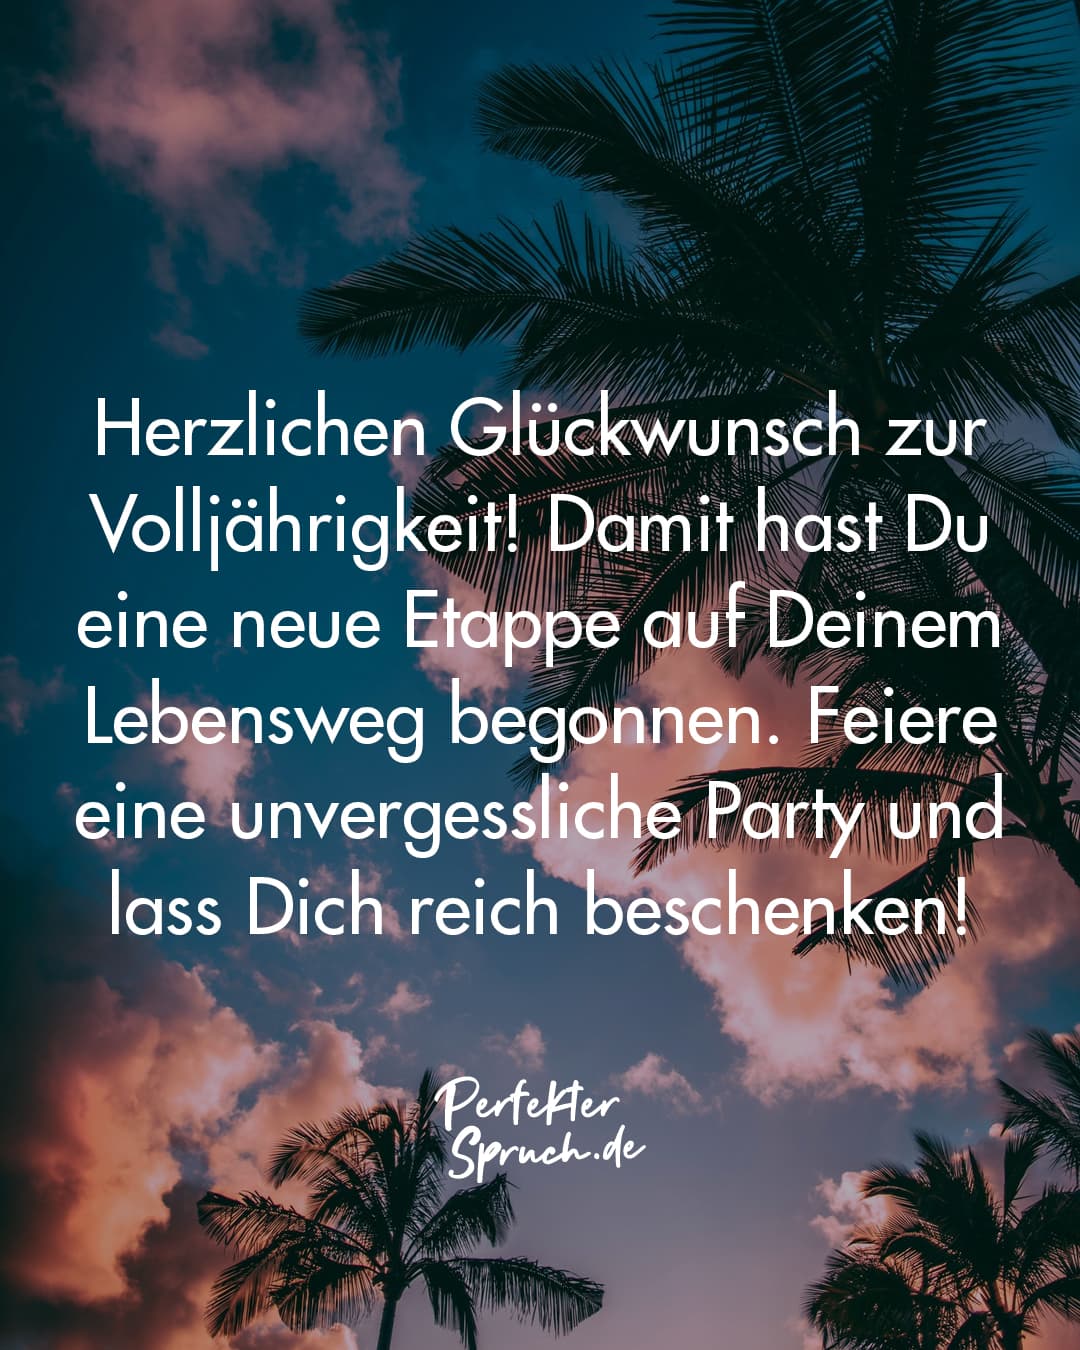 Herzlichen Glückwunsch zur
Volljährigkeit! Damit hast Du
eine neue Etappe auf Deinem
Lebensweg begonnen. Feiere
eine unvergessliche Party und
lass Dich reich beschenken!
Perfekter
Spruch.de